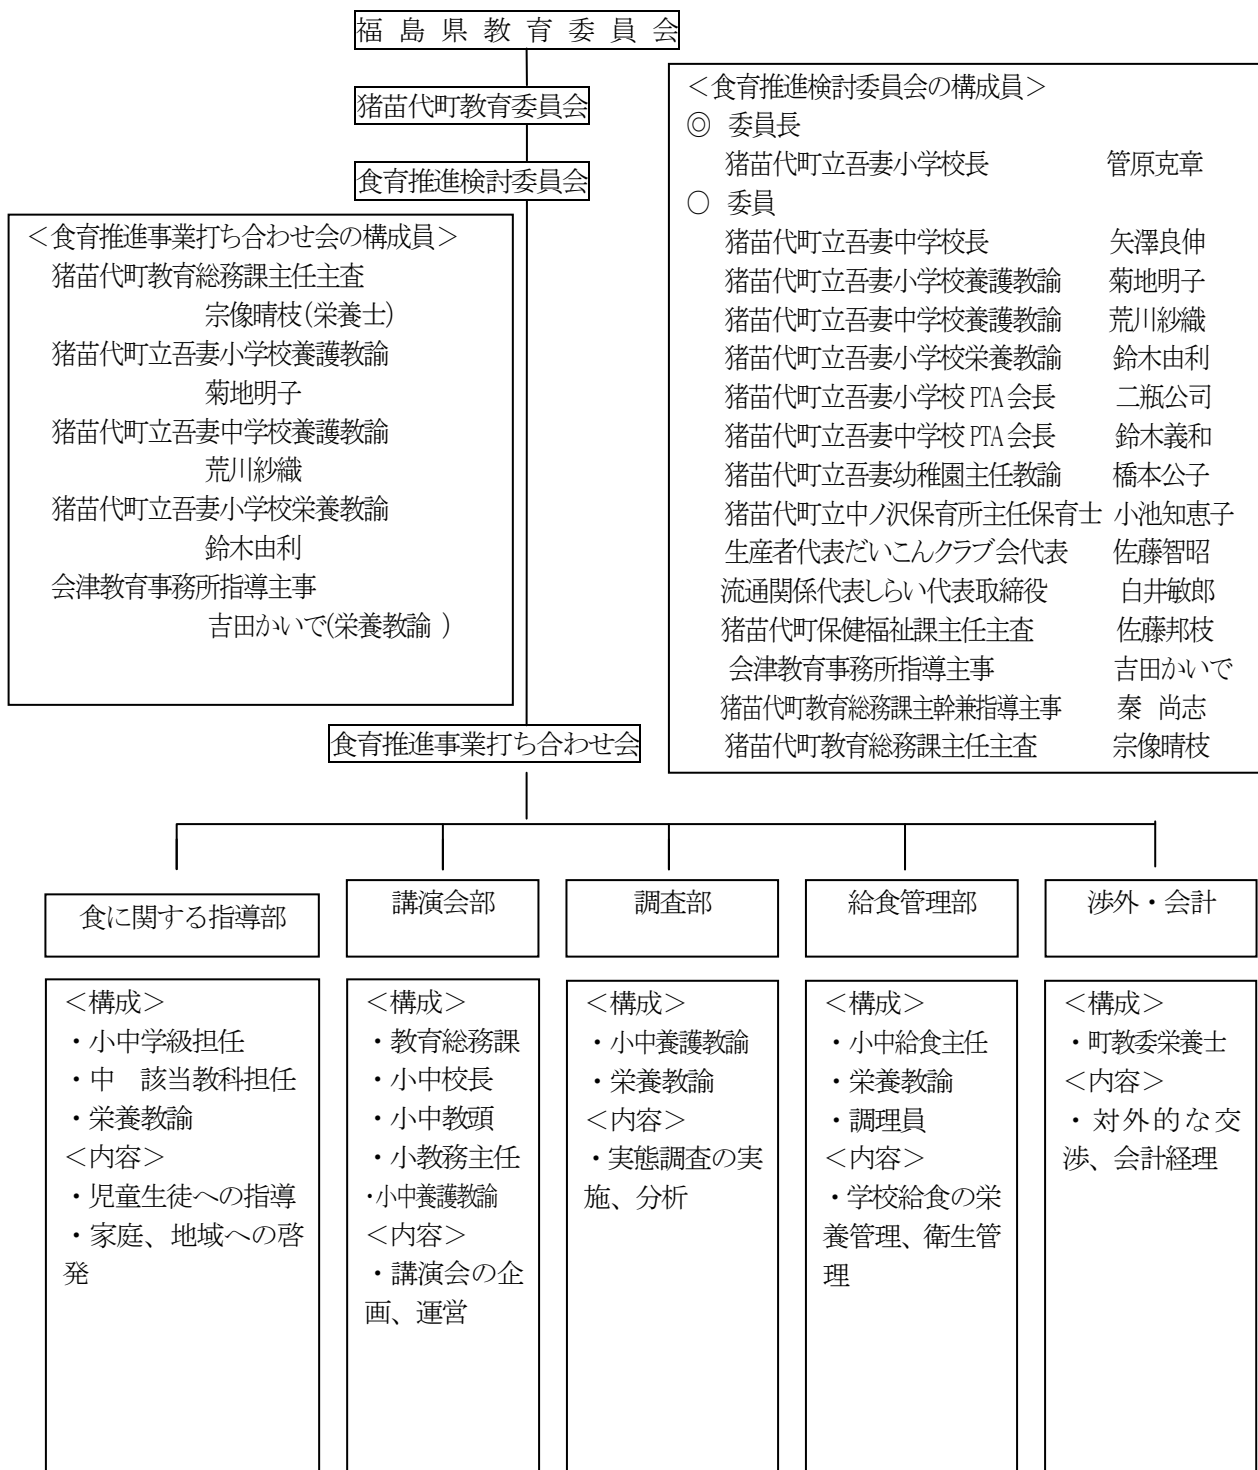 福島県教育委員会
猪苗代町教育委員会
食育推進検討委員会
＜食育推進検討委員会の構成員＞
◎ 委員長
猪苗代町立吾妻小学校長 管原克章
○ 委員
猪苗代町立吾妻中学校長 矢澤良伸
猪苗代町立吾妻小学校養護教諭 菊地明子
猪苗代町立吾妻中学校養護教諭 荒川紗織
猪苗代町立吾妻小学校栄養教諭 鈴木由利
猪苗代町立吾妻小学校PTA会長 二瓶公司
猪苗代町立吾妻中学校PTA会長 鈴木義和
猪苗代町立吾妻幼稚園主任教諭 橋本公子
猪苗代町立中ノ沢保育所主任保育士 小池知恵子
生産者代表だいこんクラブ会代表 佐藤智昭
流通関係代表しらい代表取締役 白井敏郎
猪苗代町保健福祉課主任主査 佐藤邦枝
会津教育事務所指導主事 吉田かいで
猪苗代町教育総務課主幹兼指導主事 秦 尚志
猪苗代町教育総務課主任主査 宗像晴枝
＜食育推進事業打ち合わせ会の構成員＞
猪苗代町教育総務課主任主査
宗像晴枝(栄養士)
猪苗代町立吾妻小学校養護教諭
菊地明子
猪苗代町立吾妻中学校養護教諭
荒川紗織
猪苗代町立吾妻小学校栄養教諭
鈴木由利
会津教育事務所指導主事
吉田かいで(栄養教諭 )
食育推進事業打ち合わせ会
食に関する指導部
＜構成＞
・小中学級担任
・中 該当教科担任
・栄養教諭
＜内容＞
・児童生徒への指導
・家庭、地域への啓
発
講演会部
＜構成＞
・教育総務課
・小中校長
・小中教頭
・小教務主任
・小中養護教諭
＜内容＞
・講演会の企
画、運営
調査部
＜構成＞
・小中養護教諭
・栄養教諭
＜内容＞
・実態調査の実
施、分析
給食管理部
＜構成＞
・小中給食主任
・栄養教諭
・調理員
＜内容＞
・学校給食の栄
養管理、衛生管
理
渉外・会計
＜構成＞
・町教委栄養士
＜内容＞
・対外的な交
渉、会計経理